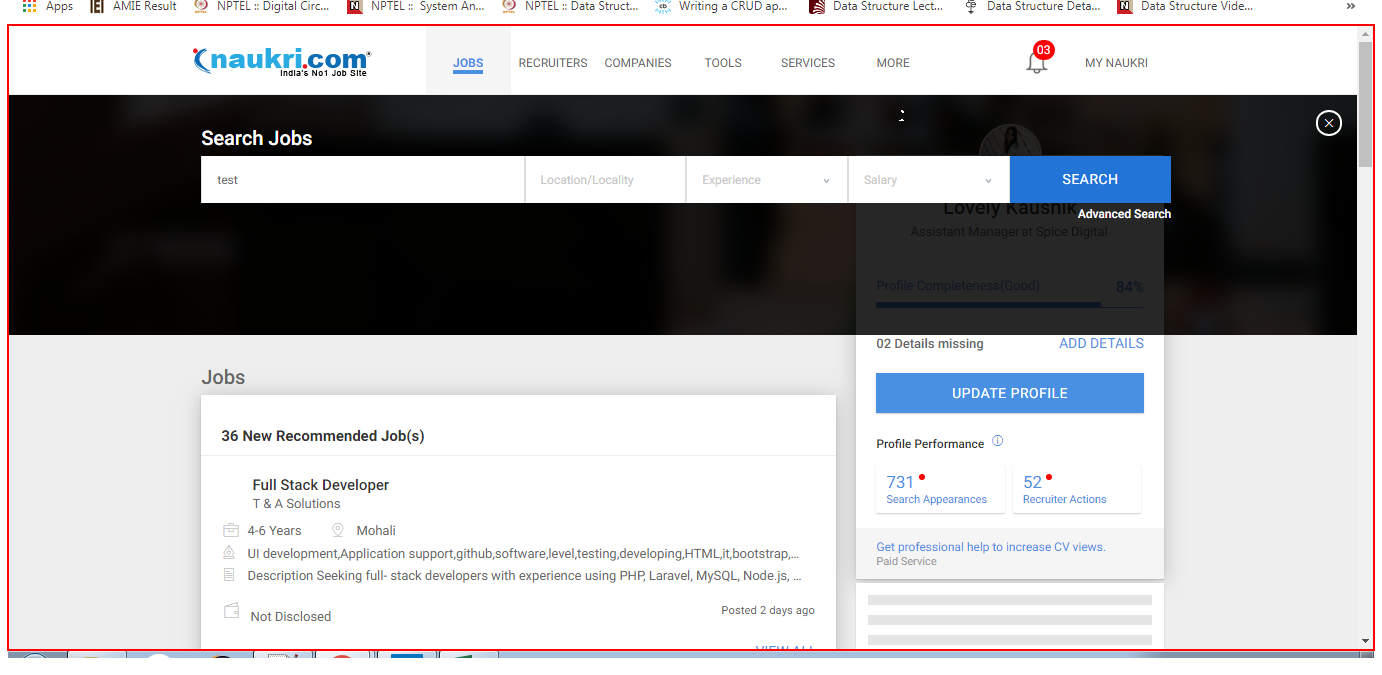 Apps AMIE Result NPTEL :: Digital Circ... NPTEL :: System An... NPTEL :: Data Struct... Writing a CRUD ap... Data Structure Lect... Data Structure Deta... Data Structure Vide... »
naukri.com
India's No1 Job Site
JOBS RECRUITERS COMPANIES TOOLS SERVICES MORE 03 MY NAUKRI
Search Jobs
test Location/Locality Experience Salary SEARCH
Advanced Search
Lovely Kaushik
Assistant Manager at Spice Digital
Profile Completeness(Good) 84%
02 Details missing ADD DETAILS
UPDATE PROFILE
Profile Performance
731 Search Appearances
52 Recruiter Actions
Get professional help to increase CV views.
Paid Service
Jobs
36 New Recommended Job(s)
Full Stack Developer
T & A Solutions
4-6 Years Mohali
UI development,Application support,github,software,level,testing,developing,HTML,it,bootstrap,...
Description Seeking full- stack developers with experience using PHP, Laravel, MySQL, Node.js, ...
Not Disclosed Posted 2 days ago
VIEW ALL